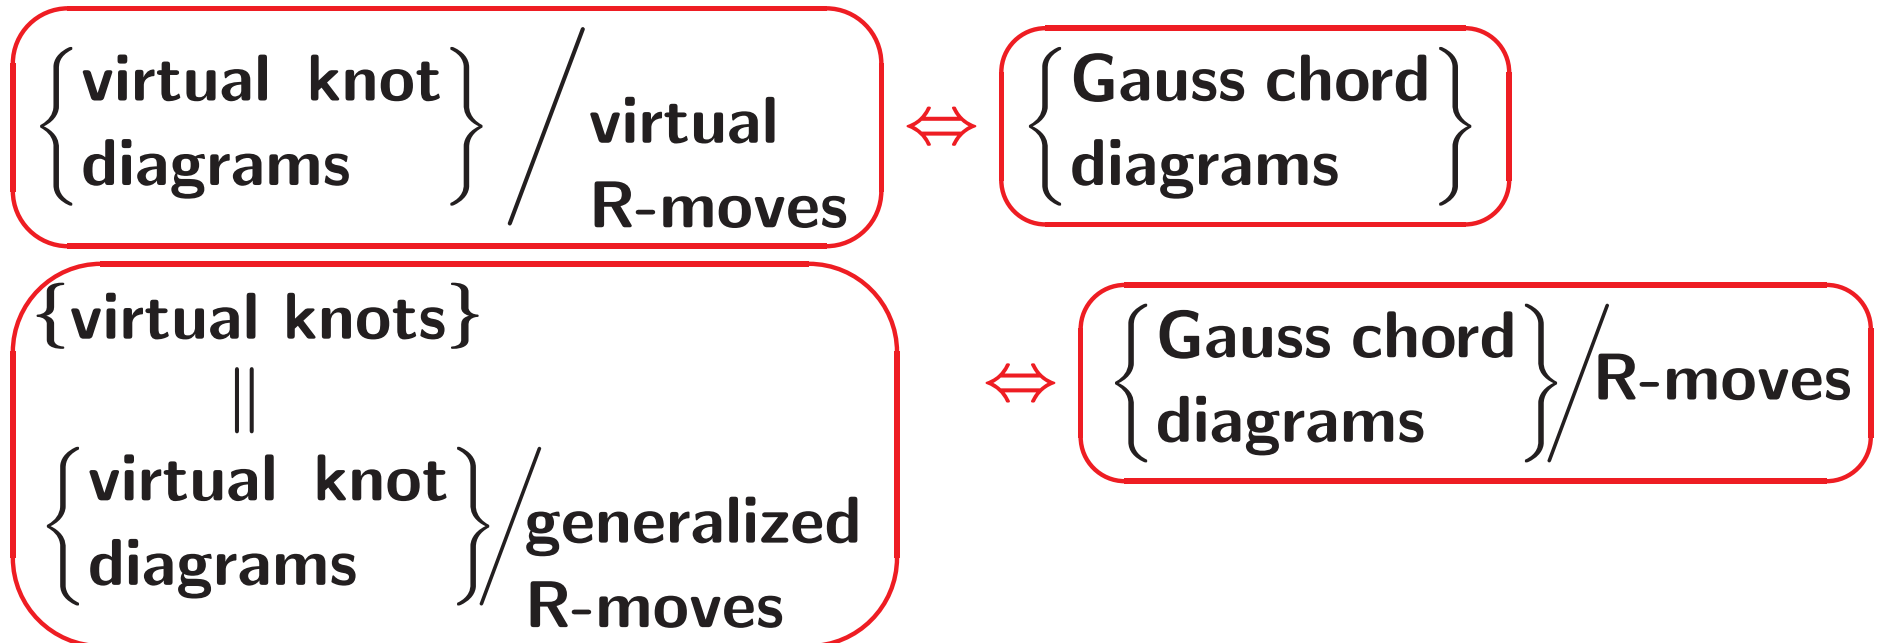 {virtual knot diagrams} / virtual R-moves ⇔ {Gauss chord diagrams}
{virtual knots}
||
{virtual knot diagrams} / generalized R-moves ⇔ {Gauss chord diagrams} / R-moves